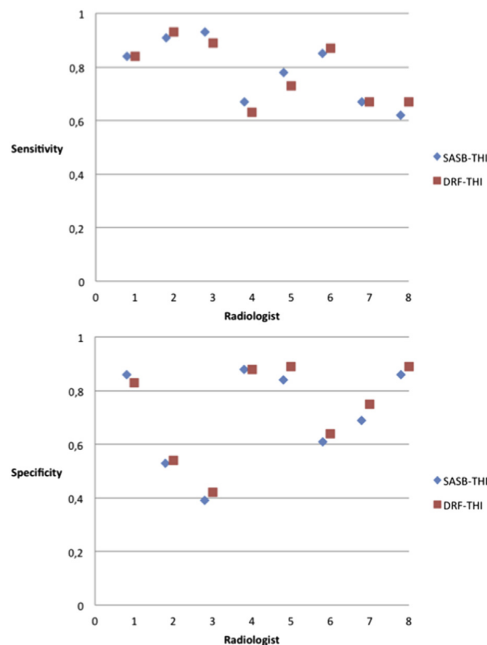 1
0,8
0,6
Sensitivity
SASB-THI
DRF-THI
0,4
0,2
0
0 1 2 3 4 5 6 7 8
Radiologist
1
0,8
0,6
Specificity
SASB-THI
DRF-THI
0,4
0,2
0
0 1 2 3 4 5 6 7 8
Radiologist